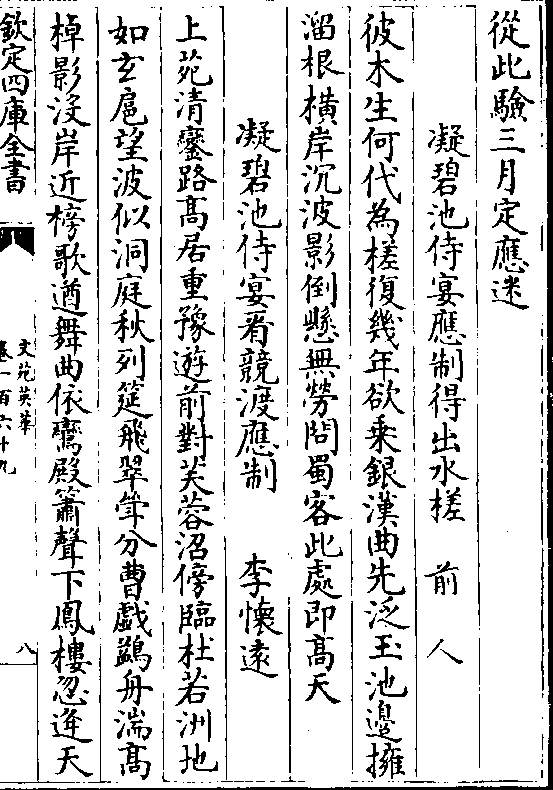 從此驗三月定應迷
凝碧池侍宴應制得出水槎 前人
彼木生何代為槎復幾年欲乘銀漢曲先泛玉池邊擁
溜根横岸沉波影倒懸無勞問蜀客此處即髙天
凝碧池侍宴㸔競渡應制 李懷逺
上苑清鑾路髙居重豫遊前對芙蓉沼傍臨杜若洲地
如玄扈望波似洞庭秋列筵飛翠斝分曹戲鷁舟湍髙
棹影没岸近榜歌遒舞曲依鸞殿簫聲下鳳樓忽逢天
欽定四庫全書
文苑英華
卷一百六十九
八